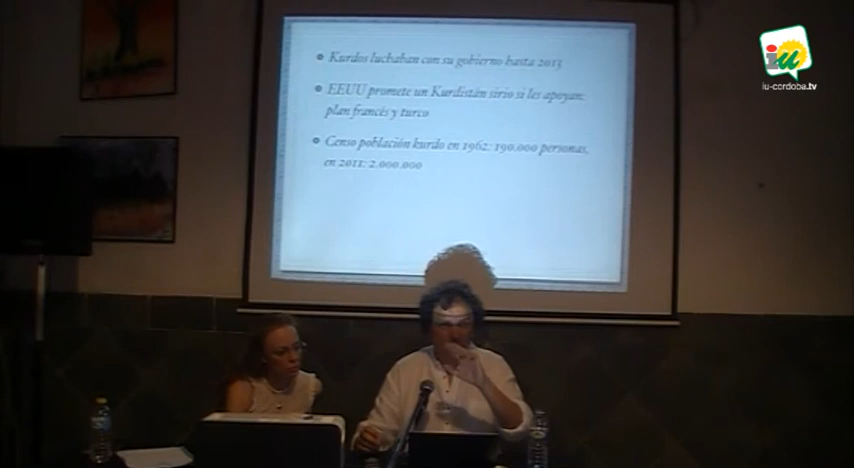 Kurdos luchaban con su gobierno hasta 2013
EEUU promete un Kurdistán sirio si les apoyan:
plan francés y turco
Censo población kurdo en 1962: 190.000 personas,
en 2011: 2.000.000
iu
iu-cordoba.tv